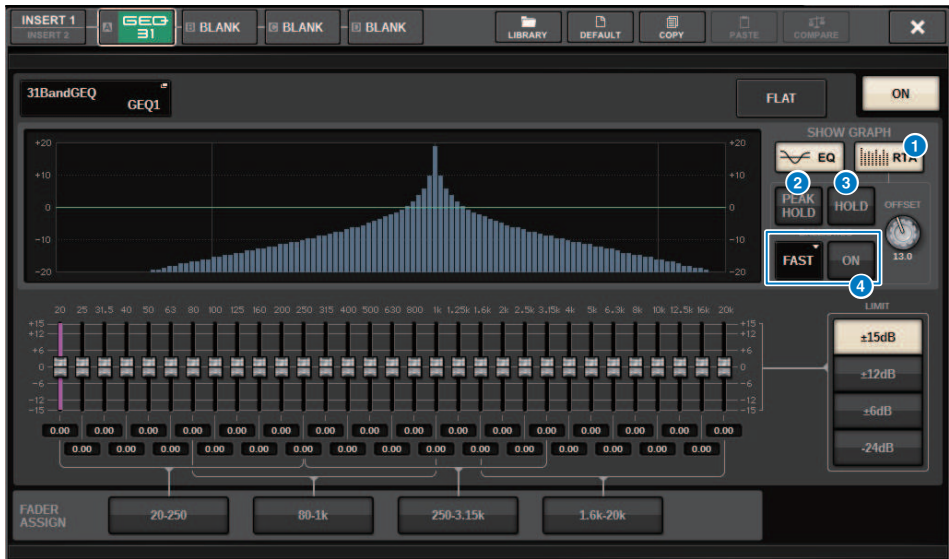 INSERT 1
INSERT 2
A
GEQ
31
B BLANK
C BLANK
D BLANK
LIBRARY
DEFAULT
COPY
PASTE
COMPARE
31BandGEQ
GEQ1
FLAT
ON
SHOW GRAPH
EQ
RTA
1
2
3
PEAK
HOLD
HOLD
OFFSET
13.0
FAST
ON
4
+20
+10
0
-10
-20
+20
+10
0
-10
-20
20 25 31.5 40 50 63 80 100 125 160 200 250 315 400 500 630 800 1k 1.25k 1.6k 2k 2.5k 3.15k 4k 5k 6.3k 8k 10k 12.5k 16k 20k
+15
+12
+6
0
-6
-12
-15
+15
+12
+6
0
-6
-12
-15
0.00 0.00 0.00 0.00 0.00 0.00 0.00 0.00 0.00 0.00 0.00 0.00 0.00 0.00 0.00 0.00
0.00 0.00 0.00 0.00 0.00 0.00 0.00 0.00 0.00 0.00 0.00 0.00 0.00 0.00 0.00
LIMIT
±15dB
±12dB
±6dB
-24dB
FADER
ASSIGN
20-250
80-1k
250-3.15k
1.6k-20k